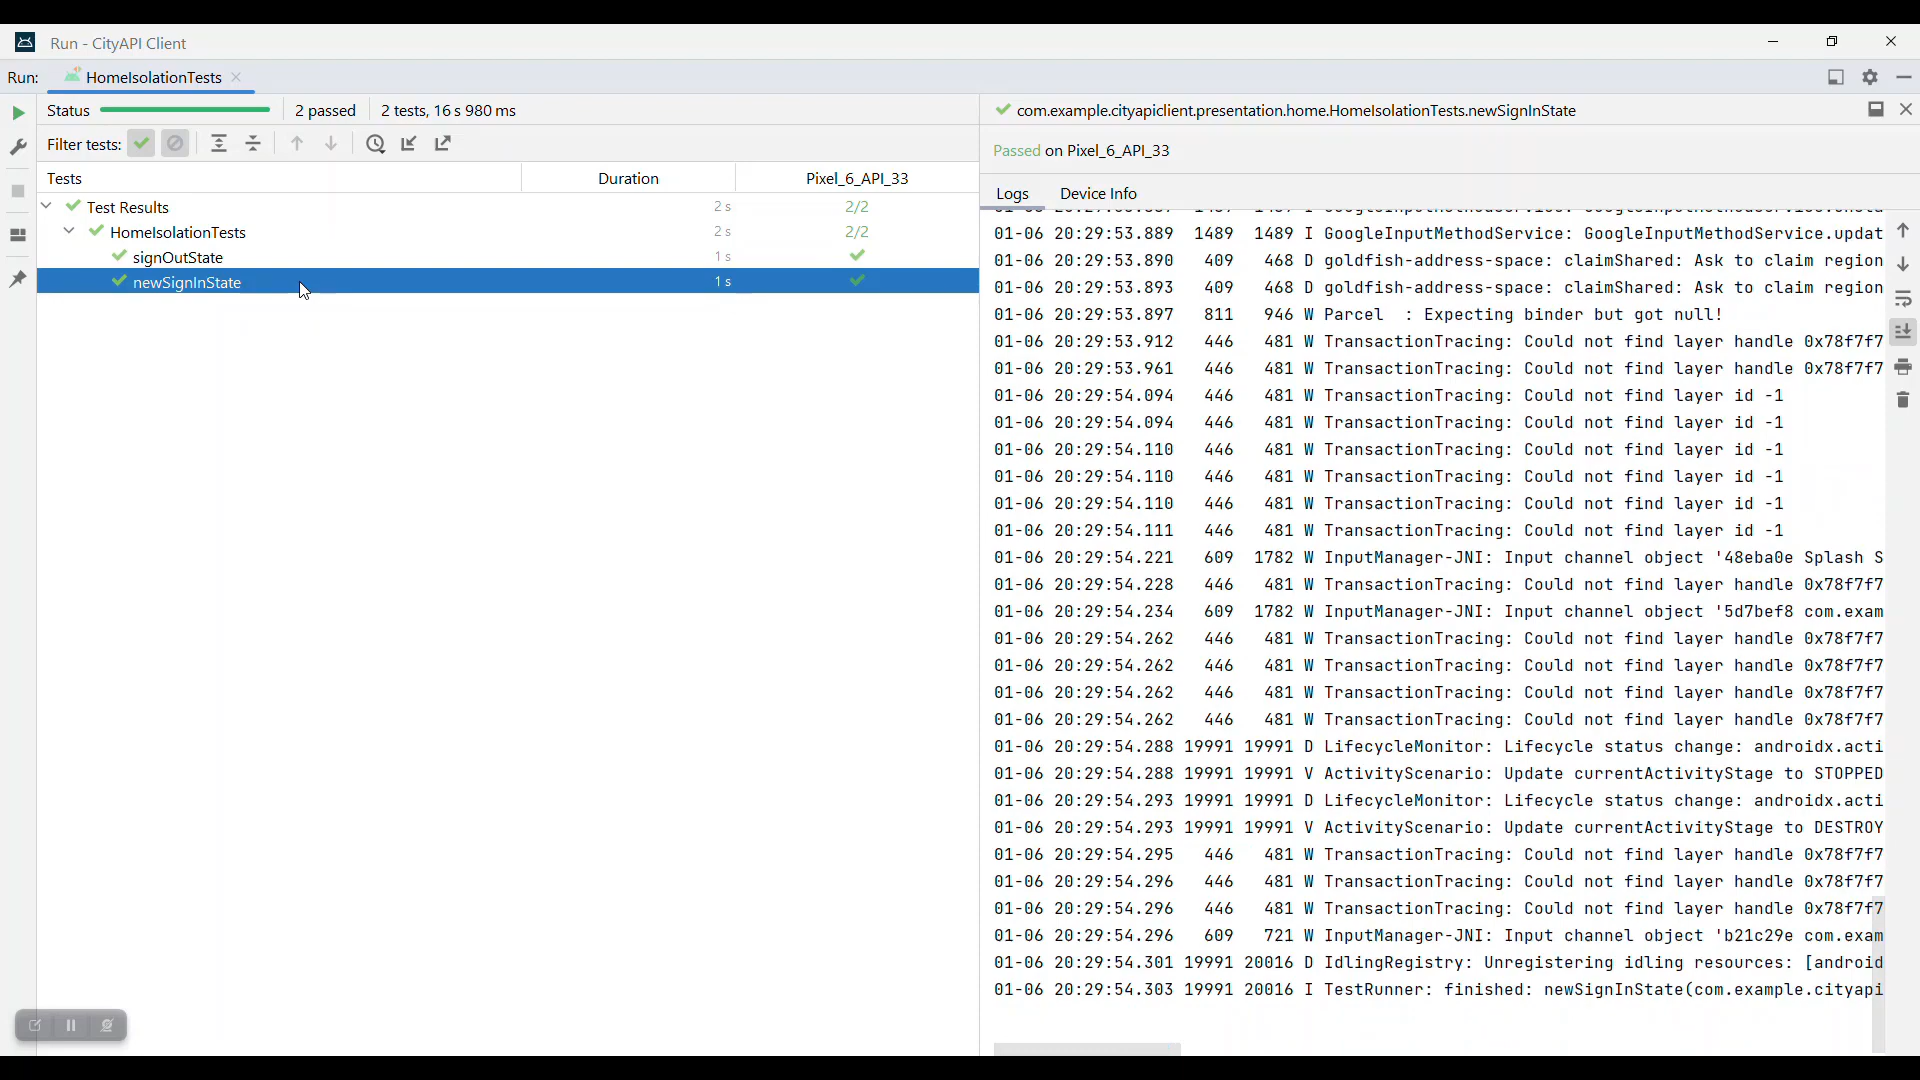 Run - CityAPI Client
Run: HomeIsolationTests
Status 2 passed 2 tests, 16 s 980 ms
Filter tests:
Tests Duration Pixel_6_API_33
Test Results 2 s 2/2
HomeIsolationTests 2 s 2/2
signOutState 1 s
newSignInState 1 s
com.example.cityapiclient.presentation.home.HomeIsolationTests.newSignInState
Passed on Pixel_6_API_33
Logs Device Info
01-06 20:29:53.889 1489 1489 I GoogleInputMethodService: GoogleInputMethodService.updat
01-06 20:29:53.890 409 468 D goldfish-address-space: claimShared: Ask to claim region
01-06 20:29:53.893 409 468 D goldfish-address-space: claimShared: Ask to claim region
01-06 20:29:53.897 811 946 W Parcel : Expecting binder but got null!
01-06 20:29:53.912 446 481 W TransactionTracing: Could not find layer handle 0x78f7f7
01-06 20:29:53.961 446 481 W TransactionTracing: Could not find layer handle 0x78f7f7
01-06 20:29:54.094 446 481 W TransactionTracing: Could not find layer id -1
01-06 20:29:54.094 446 481 W TransactionTracing: Could not find layer id -1
01-06 20:29:54.110 446 481 W TransactionTracing: Could not find layer id -1
01-06 20:29:54.110 446 481 W TransactionTracing: Could not find layer id -1
01-06 20:29:54.110 446 481 W TransactionTracing: Could not find layer id -1
01-06 20:29:54.111 446 481 W TransactionTracing: Could not find layer id -1
01-06 20:29:54.221 609 1782 W InputManager-JNI: Input channel object '48eba0e Splash S
01-06 20:29:54.228 446 481 W TransactionTracing: Could not find layer handle 0x78f7f7
01-06 20:29:54.234 609 1782 W InputManager-JNI: Input channel object '5d7bef8 com.exam
01-06 20:29:54.262 446 481 W TransactionTracing: Could not find layer handle 0x78f7f7
01-06 20:29:54.262 446 481 W TransactionTracing: Could not find layer handle 0x78f7f7
01-06 20:29:54.262 446 481 W TransactionTracing: Could not find layer handle 0x78f7f7
01-06 20:29:54.262 446 481 W TransactionTracing: Could not find layer handle 0x78f7f7
01-06 20:29:54.288 19991 19991 D LifecycleMonitor: Lifecycle status change: androidx.acti
01-06 20:29:54.288 19991 19991 V ActivityScenario: Update currentActivityStage to STOPPED
01-06 20:29:54.293 19991 19991 D LifecycleMonitor: Lifecycle status change: androidx.acti
01-06 20:29:54.293 19991 19991 V ActivityScenario: Update currentActivityStage to DESTROY
01-06 20:29:54.295 446 481 W TransactionTracing: Could not find layer handle 0x78f7f7
01-06 20:29:54.296 446 481 W TransactionTracing: Could not find layer handle 0x78f7f7
01-06 20:29:54.296 446 481 W TransactionTracing: Could not find layer handle 0x78f7f7
01-06 20:29:54.296 609 721 W InputManager-JNI: Input channel object 'b21c29e com.exam
01-06 20:29:54.301 19991 20016 D IdlingRegistry: Unregistering idling resources: [android
01-06 20:29:54.303 19991 20016 I TestRunner: finished: newSignInState(com.example.cityapi